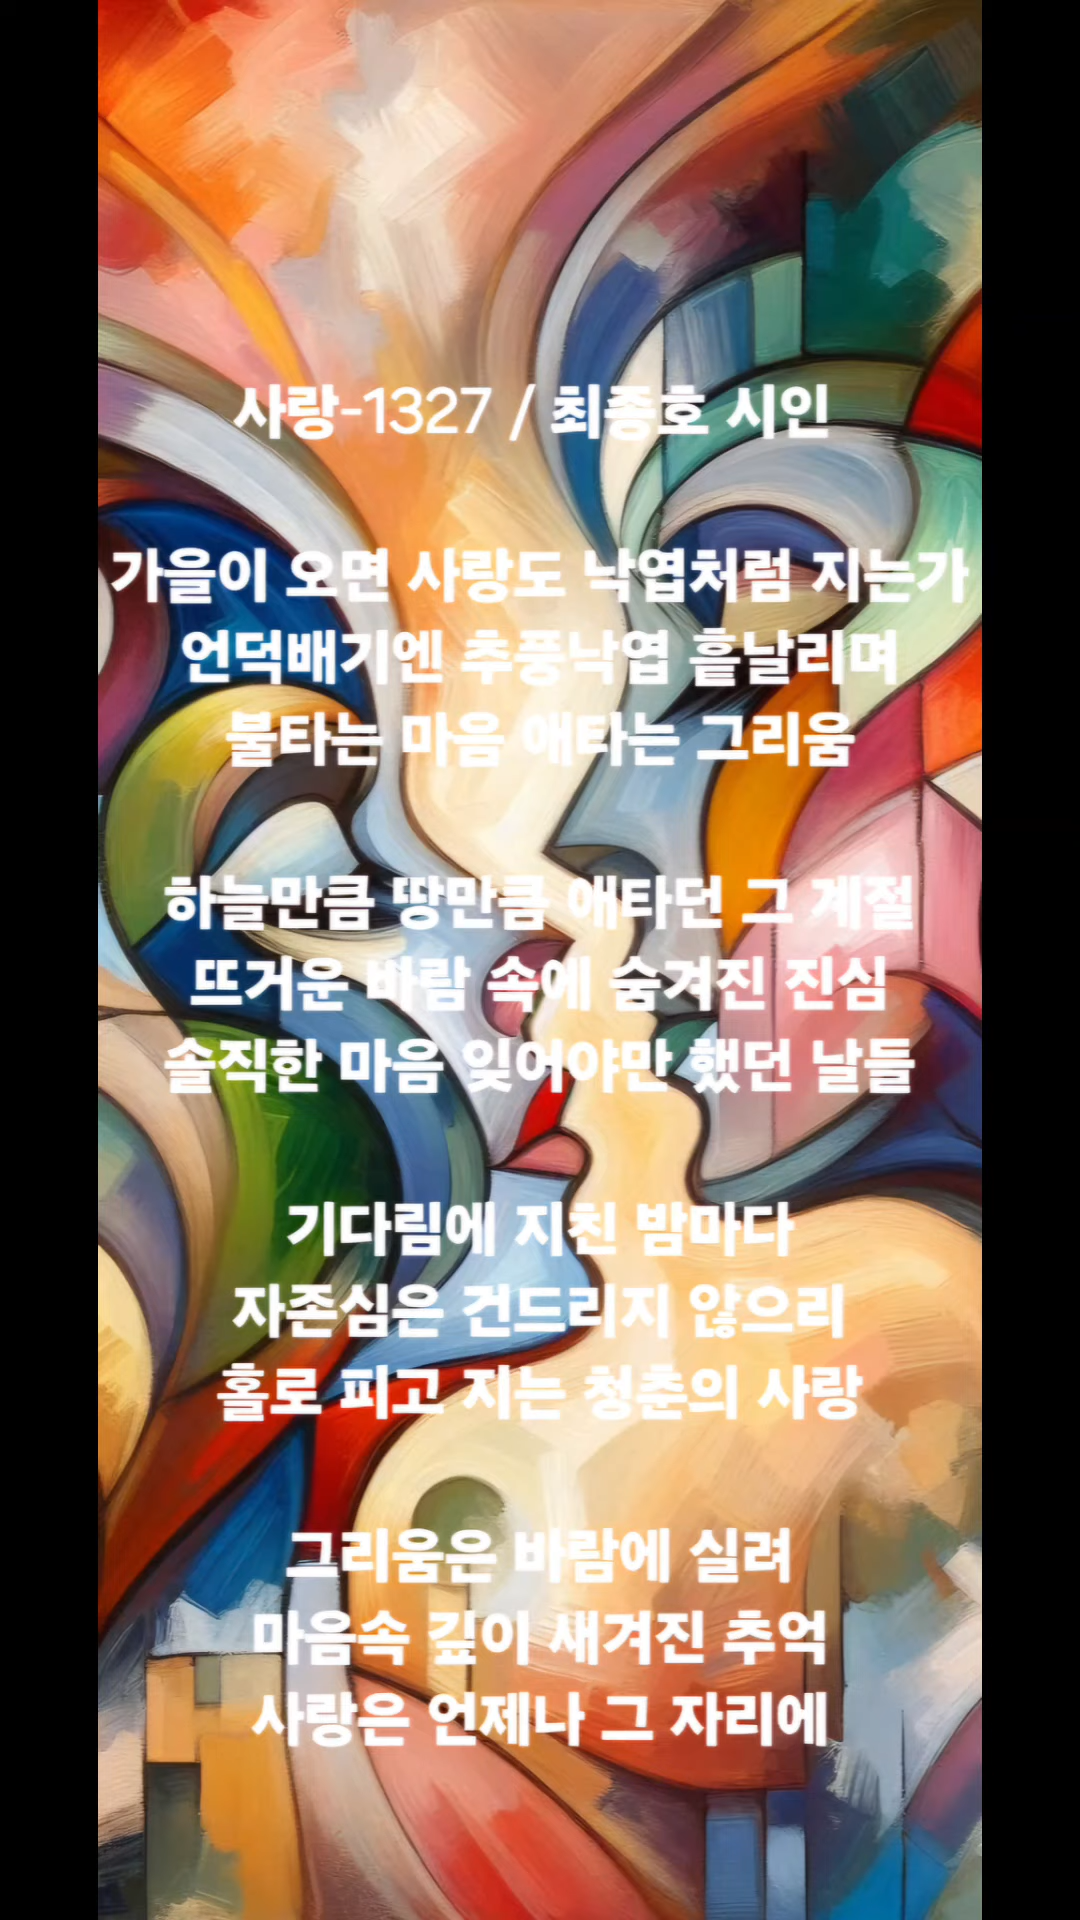 사랑-1327 / 최종호 시인
가을이 오면 사랑도 낙엽처럼 지는가
언덕배기엔 추풍낙엽 흩날리며
불타는 마음 애타는 그리움
하늘만큼 땅만큼 애타던 그 계절
뜨거운 바람 속에 숨겨진 진심
솔직한 마음 잊어야만 했던 날들
기다림에 지친 밤마다
자존심은 건드리지 않으리
홀로 피고 지는 청춘의 사랑
그리움은 바람에 실려
마음속 깊이 새겨진 추억
사랑은 언제나 그 자리에